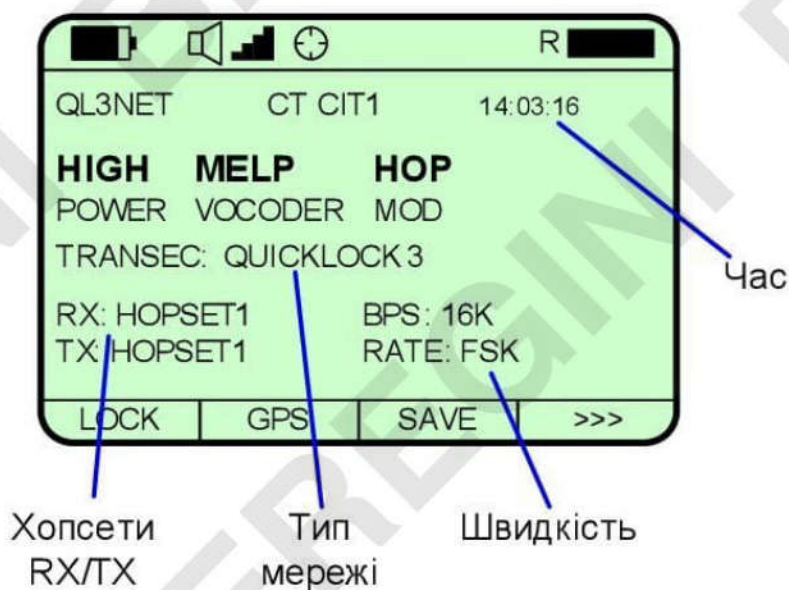 R
QL3NET CT CIT1 14:03:16
HIGH MELP HOP
POWER VOCODER MOD
TRANSEC: QUICKLOCK 3
RX: HOPSET1 BPS: 16K
TX: HOPSET1 RATE: FSK
LOCK GPS SAVE >>>
Час
Хопсети RX/TX
Тип мережі
Швидкість
EREGINI